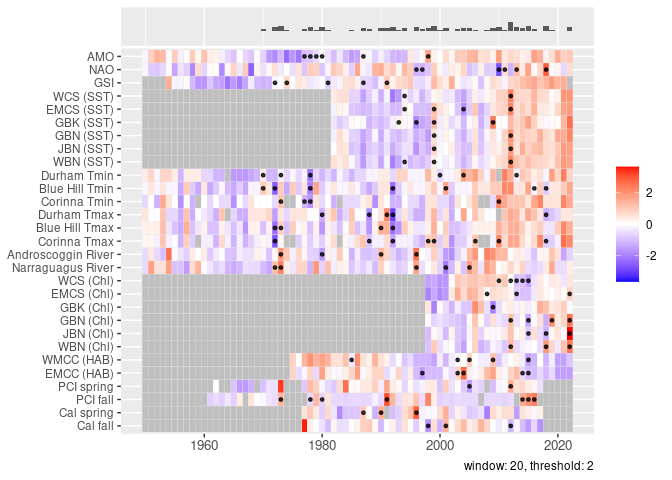 AMO
NAO
GSI
WCS (SST)
EMCS (SST)
GBK (SST)
GBN (SST)
JBN (SST)
WBN (SST)
Durham Tmin
Blue Hill Tmin
Corinna Tmin
Durham Tmax
Blue Hill Tmax
Corinna Tmax
Androscoggin River
Narraguagus River
WCS (Chl)
EMCS (Chl)
GBK (Chl)
GBN (Chl)
JBN (Chl)
WBN (Chl)
WMCC (HAB)
EMCC (HAB)
PCI spring
PCI fall
Cal spring
Cal fall
2
0
-2
1960 1980 2000 2020
window: 20, threshold: 2